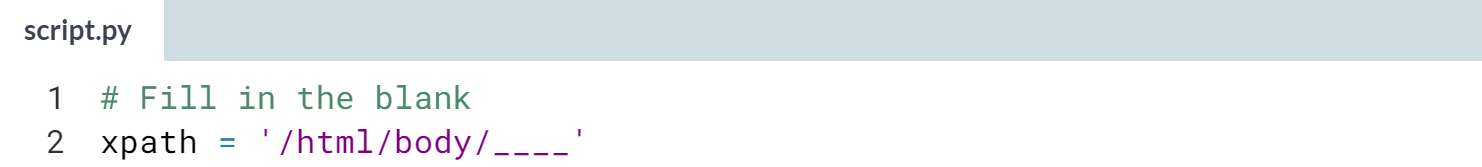 script.py
1 # Fill in the blank
2 xpath = '/html/body/____'